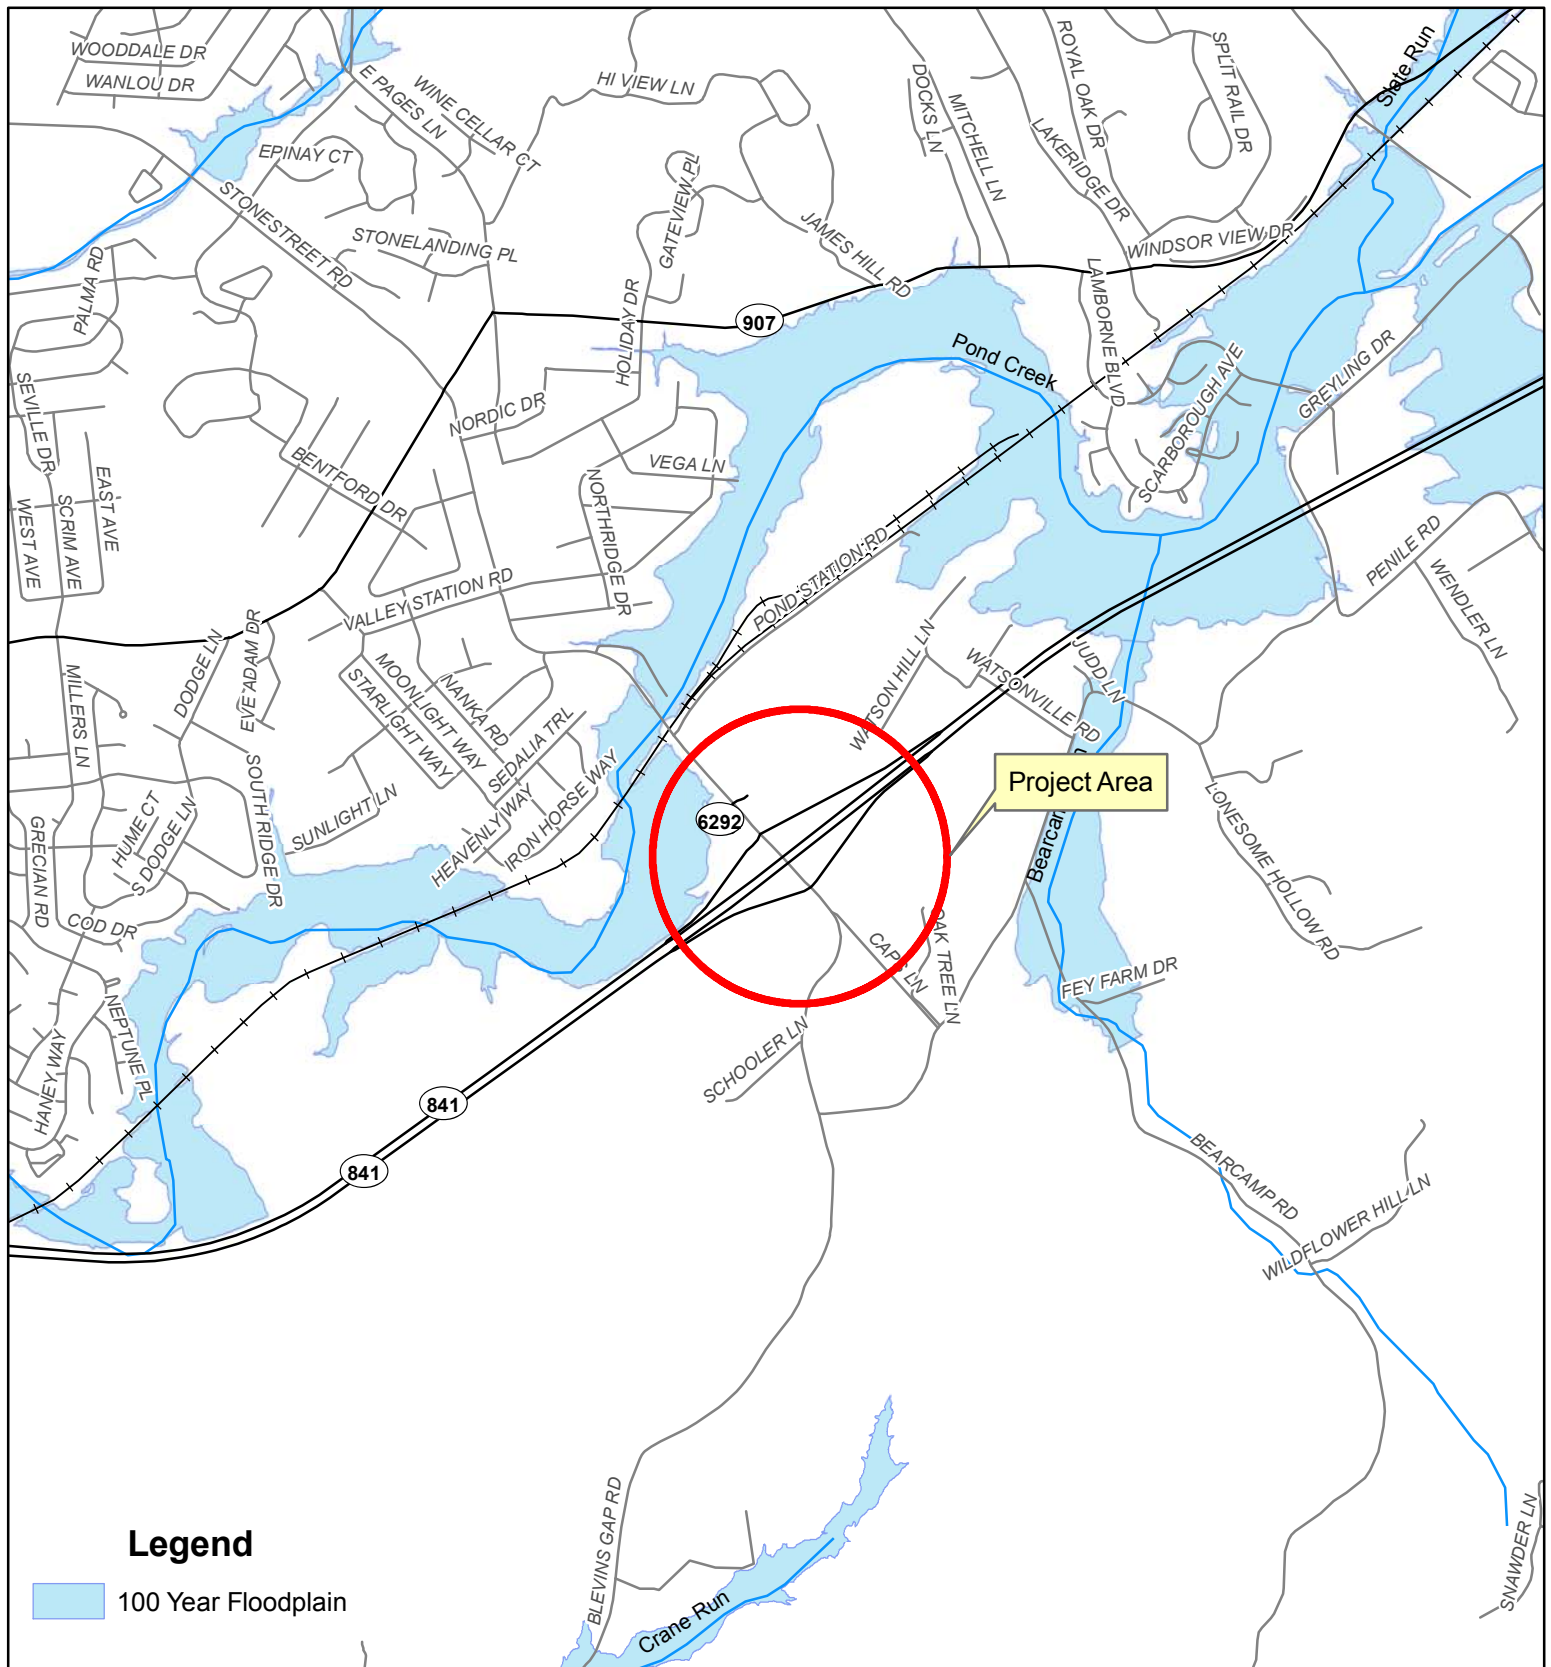 WOODDALE DR
WANLOU DR
E PAGES LN
WINE CELLAR CT
HI VIEW LN
DOCKS LN
MITCHELL LN
ROYAL OAK DR
LAKERIDGE DR
SPLIT RAIL DR
Slate Run
EPINAY CT
STONESTREET RD
STONELANDING PL
GATEVIEW PL
JAMES HILL RD
WINDSOR VIEW DR
PALMA RD
HOLIDAY DR
907
Pond Creek
LAMBORNE BLVD
SCARBOROUGH AVE
GREYLING DR
SEVILLE DR
NORDIC DR
BENTFORD DR
VEGA LN
NORTHRIDGE DR
WEST AVE
SCRIM AVE
EAST AVE
POND STATION RD
PENILE RD
WENDLER LN
VALLEY STATION RD
DODGE LN
EVE ADAM DR
MILLERS LN
MOONLIGHT WAY
STARLIGHT WAY
NANKA RD
SEDALIA TRL
WATSON HILL LN
WATSONVILLE RD
JUDD LN
Project Area
6292
SOUTH RIDGE DR
SUNLIGHT LN
HEAVENLY WAY
IRON HORSE WAY
HUME CT
S DODGE LN
GRECIAN RD
COD DR
LONESOME HOLLOW RD
OAK TREE LN
CAPS LN
FEY FARM DR
NEPTUNE PL
HANEY WAY
SCHOOLER LN
841
841
BEARCAMP RD
WILDFLOWER HILL LN
BLEVINS GAP RD
Crane Run
SNAWDER LN
Legend
100 Year Floodplain